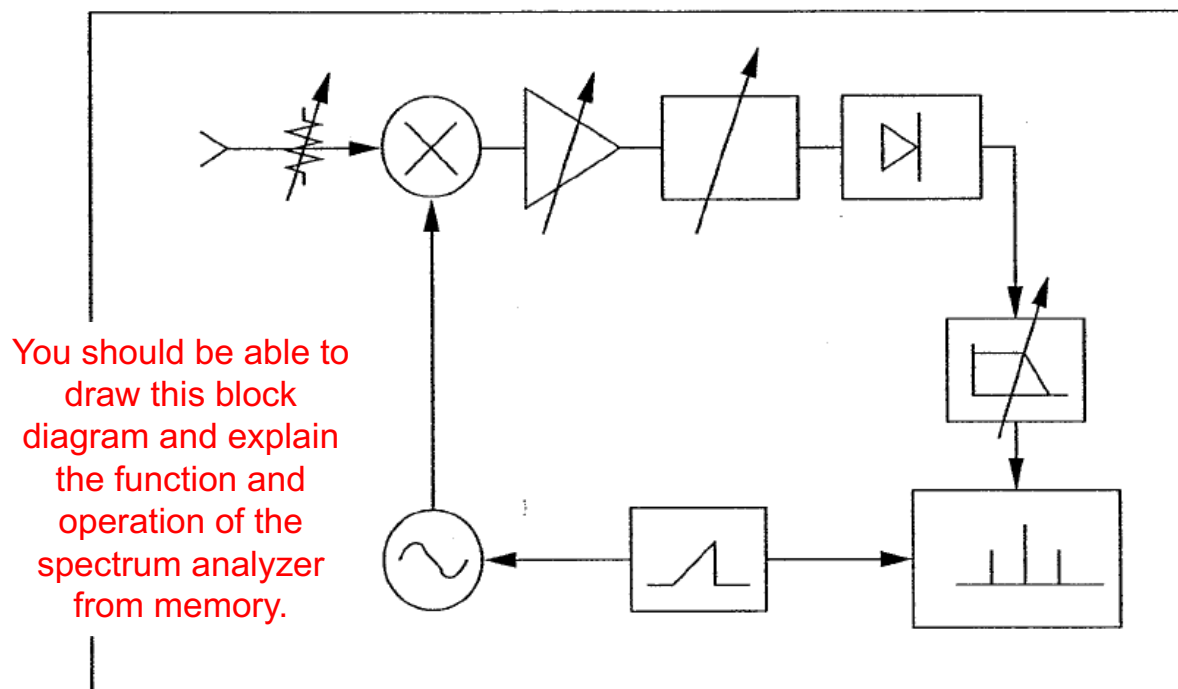 You should be able to
draw this block
diagram and explain
the function and
operation of the
spectrum analyzer
from memory.